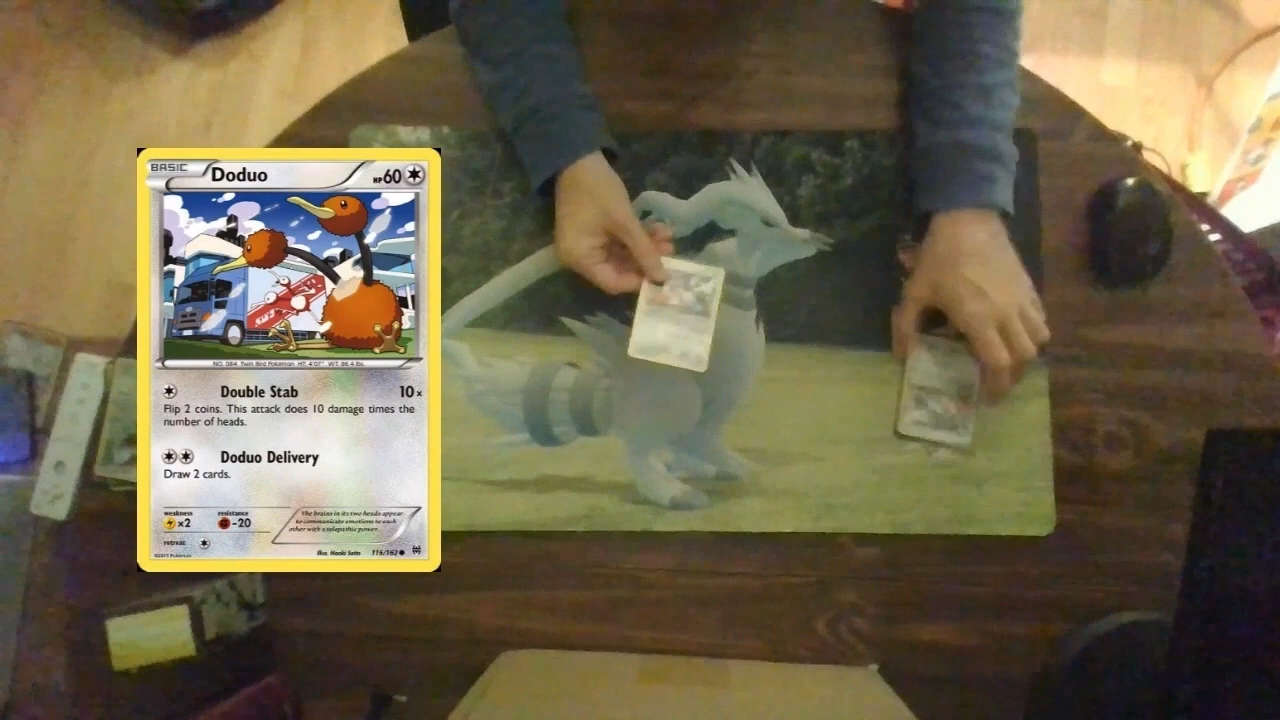 BASIC Doduo HP60
NO. 084 Twin Bird Pokémon HT: 4'07" WT: 86.4 lbs.
Double Stab 10×
Flip 2 coins. This attack does 10 damage times the
number of heads.
Doduo Delivery
Draw 2 cards.
weakness resistance
×2 -20
The brains in its two heads appear
to communicate emotions to each
other with a telepathic power.
retreat
©2015 Pokémon Illus. Naoki Saito 116/162